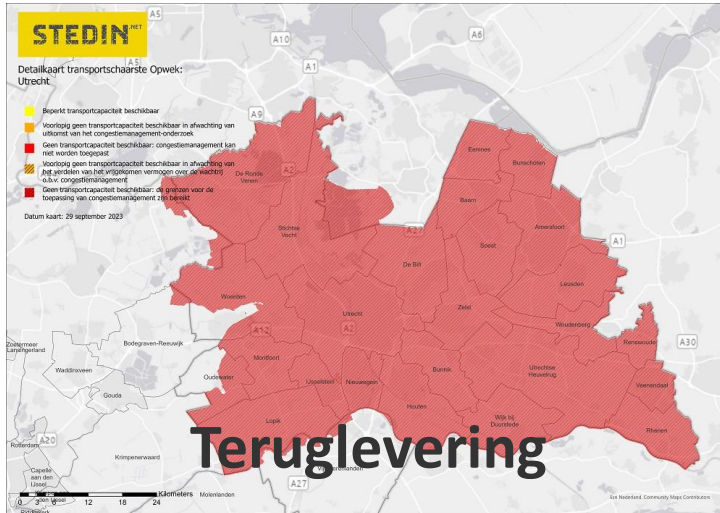 STEDIN.NET
Detailkaart transportschaarste Opwek:
Utrecht
Beperkt transportcapaciteit beschikbaar
Voorlopig geen transportcapaciteit beschikbaar in afwachting van
uitkomst van het congestiemanagement-onderzoek
Geen transportcapaciteit beschikbaar: congestiemanagement kan
niet worden toegepast
Voorlopig geen transportcapaciteit beschikbaar in afwachting van
het verdelen van het vrijgekomen vermogen over de wachtrij
o.b.v. congestiemanagement
Geen transportcapaciteit beschikbaar: de grenzen voor de
toepassing van congestiemanagement zijn bereikt
Datum kaart: 29 september 2023
A5
A10
A6
A1
A5
A9
A2
De Ronde
Venen
Eemnes
Bunschoten
Baarn
Amersfoort
Stichtse
Vecht
A27
Soest
A1
De Bilt
Leusden
Woerden
Zeist
Utrecht
Woudenberg
A12
A2
Renswoude
A30
Zoetermeer
Lansingerland
Bodegraven-Reeuwijk
Montfoort
Bunnik
Utrechtse
Heuvelrug
Waddinxveen
Oudewater
IJsselstein
Nieuwegein
Veenendaal
Gouda
Houten
Wijk bij
Duurstede
Lopik
Rhenen
A20
Rotterdam
Krimpenerwaard
Teruglevering
Capelle
aan den
IJssel
A27
Kilometers
Molenlanden
0 3 6 12 18 24
den IJssel
Esri Nederland, Community Maps Contributors